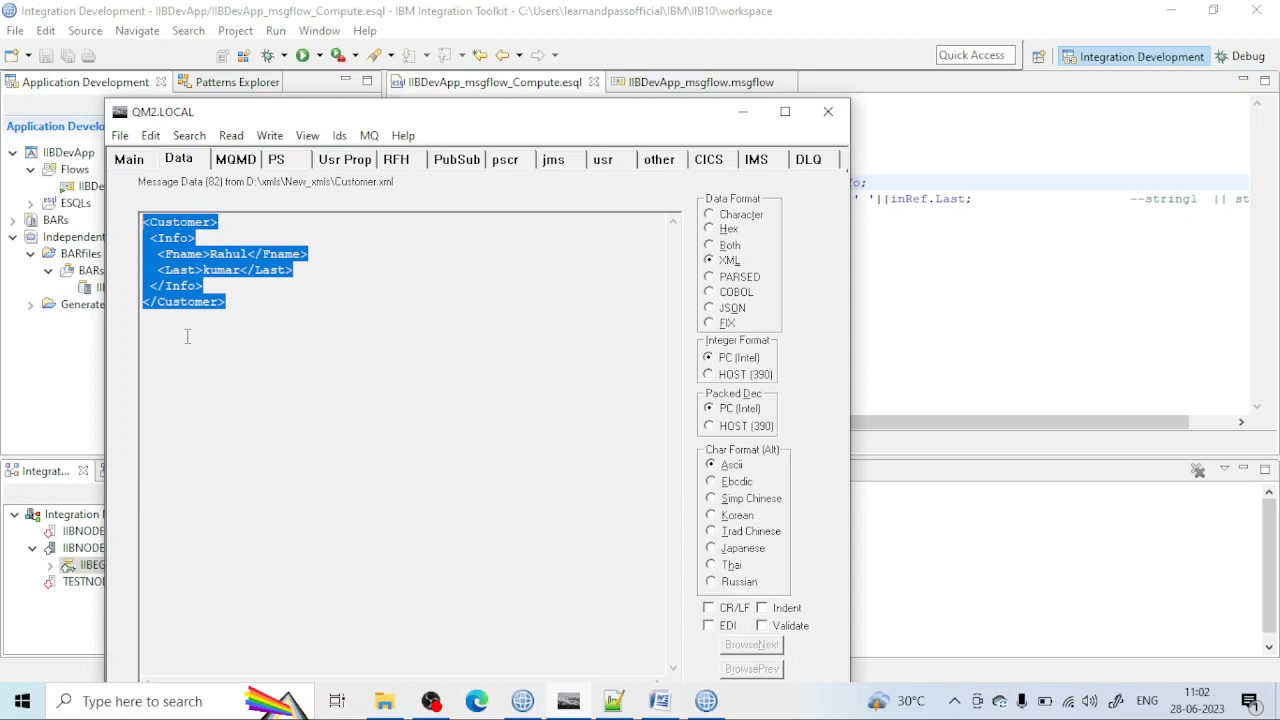 Integration Development - IIBDevApp/IIBDevApp_msgflow_Compute.esql - IBM Integration Toolkit - C:\Users\learnandpassofficial\IBM\IIB10\workspace
File Edit Source Navigate Search Project Run Window Help
Quick Access
Integration Development
Debug
Application Development
Patterns Explorer
IIBDevApp_msgflow_Compute.esql
IIBDevApp_msgflow.msgflow
Application Develo
IIBDevApp
Flows
IIBDe
ESQLs
BARs
Independent
BARfiles
BARs
Generate
fo;
' '||inRef.Last; --string1 || st
Integrat...
Integration
IIBNODE
IIBNODE
IIBEG
TESTNO
QM2.LOCAL
File Edit Search Read Write View Ids MQ Help
Main Data MQMD PS Usr Prop RFH PubSub pscr jms usr other CICS IMS DLQ
Message Data (82) from D:\xmls\New_xmls\Customer.xml
<Customer>
<Info>
<Fname>Rahul</Fname>
<Last>kumar</Last>
</Info>
</Customer>
Data Format
Character
Hex
Both
XML
PARSED
COBOL
JSON
FIX
Integer Format
PC (Intel)
HOST (390)
Packed Dec
PC (Intel)
HOST (390)
Char Format (Alt)
Ascii
Ebcdic
Simp Chinese
Korean
Trad Chinese
Japanese
Thai
Russian
CR/LF Indent
EDI Validate
BrowseNext
BrowsePrev
Type here to search
30°C
ENG
11:02
28-06-2023